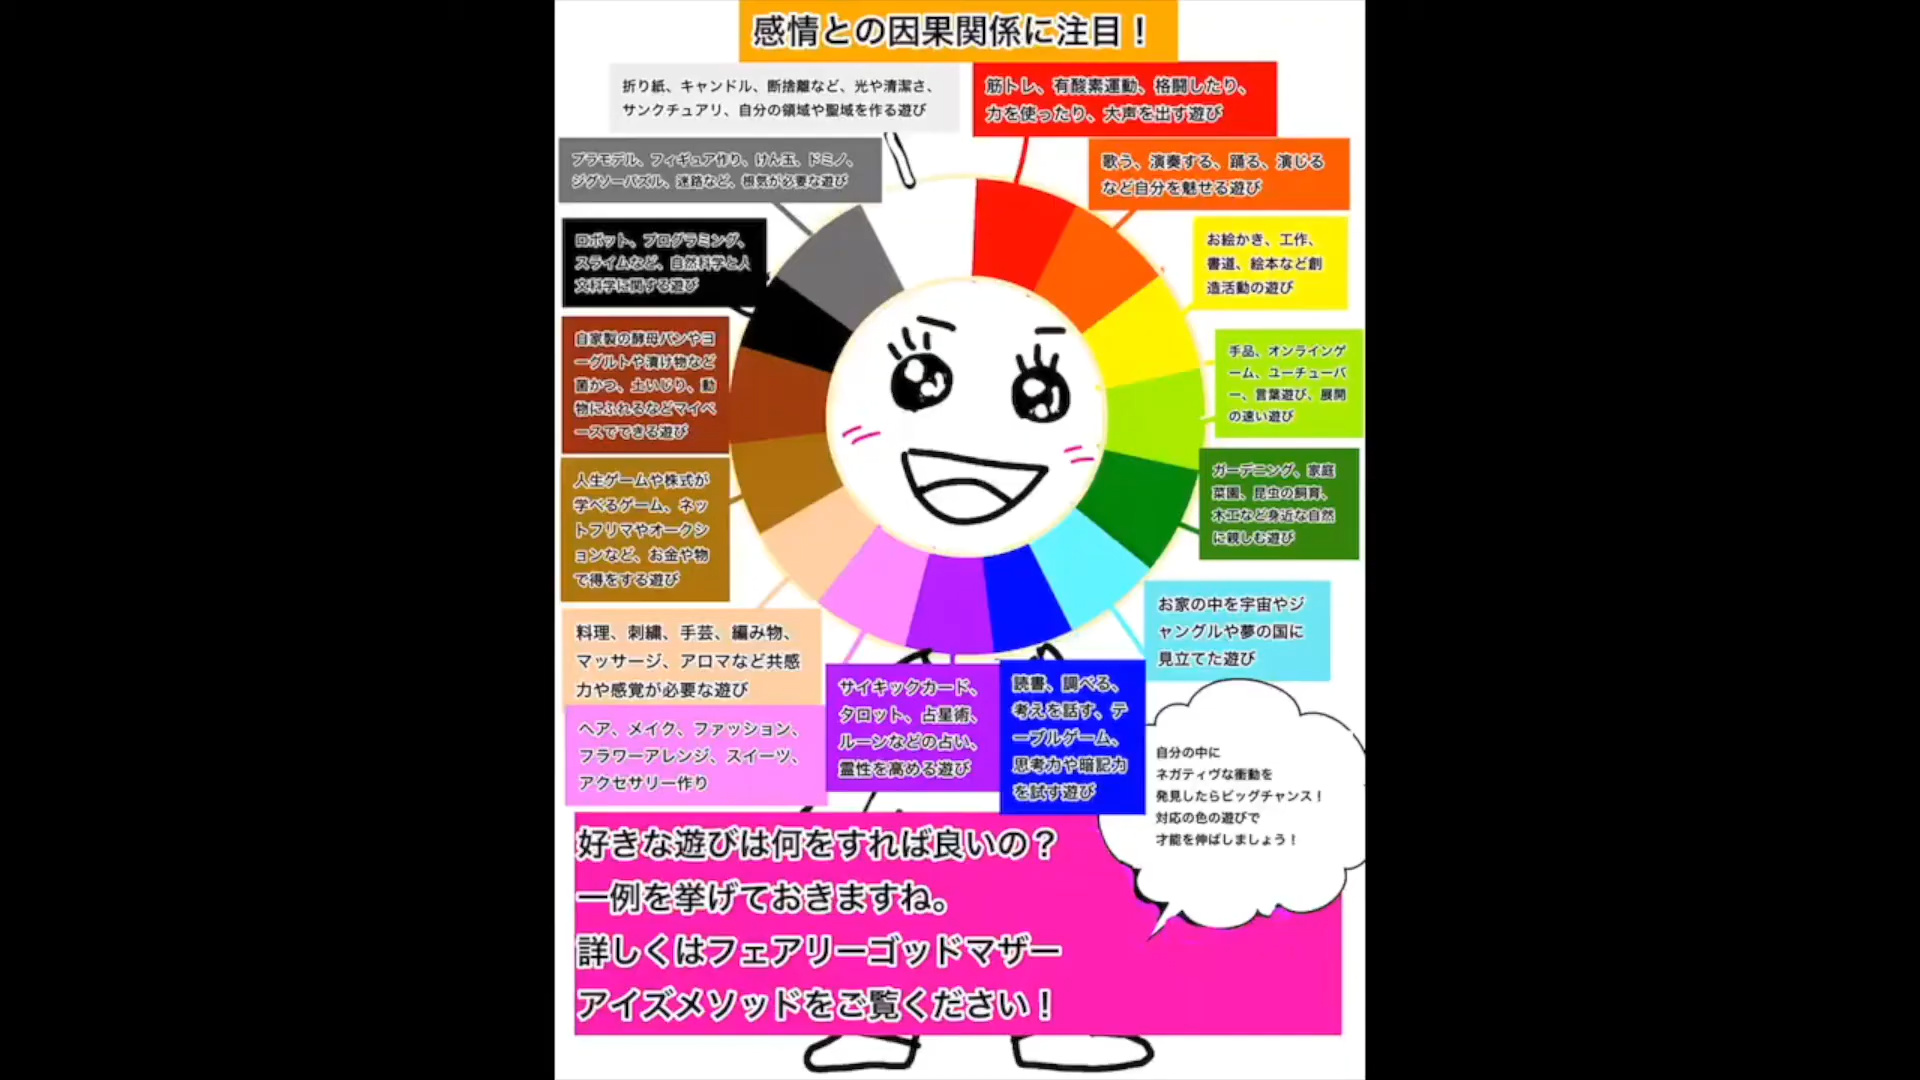 感情との因果関係に注目！
折り紙、キャンドル、断捨離など、光や清潔さ、
サンクチュアリ、自分の領域や聖域を作る遊び
筋トレ、有酸素運動、格闘したり、
力を使ったり、大声を出す遊び
プラモデル、フィギュア作り、けん玉、ドミノ、
ジグソーパズル、迷路など、根気が必要な遊び
歌う、演奏する、踊る、演じる
など自分を魅せる遊び
ロボット、プログラミング、
スライムなど、自然科学と人
文科学に関する遊び
お絵かき、工作、
書道、絵本など創
造活動の遊び
自家製の酵母パンやヨ
ーグルトや漬け物など
菌かつ、土いじり、動
物にふれるなどマイペ
ースでできる遊び
手品、オンラインゲ
ーム、ユーチューバ
ー、言葉遊び、展開
の速い遊び
人生ゲームや株式が
学べるゲーム、ネッ
トフリマやオークシ
ョンなど、お金や物
で得をする遊び
ガーデニング、家庭
菜園、昆虫の飼育、
木工など身近な自然
に親しむ遊び
料理、刺繍、手芸、編み物、
マッサージ、アロマなど共感
力や感覚が必要な遊び
お家の中を宇宙やジ
ャングルや夢の国に
見立てた遊び
ヘア、メイク、ファッション、
フラワーアレンジ、スイーツ、
アクセサリー作り
サイキックカード、
タロット、占星術、
ルーンなどの占い、
霊性を高める遊び
読書、調べる、
考えを話す、テ
ーブルゲーム、
思考力や暗記力
を試す遊び
自分の中に
ネガティヴな衝動を
発見したらビッグチャンス！
対応の色の遊びで
才能を伸ばしましょう！
好きな遊びは何をすれば良いの？
一例を挙げておきますね。
詳しくはフェアリーゴッドマザー
アイズメソッドをご覧ください！